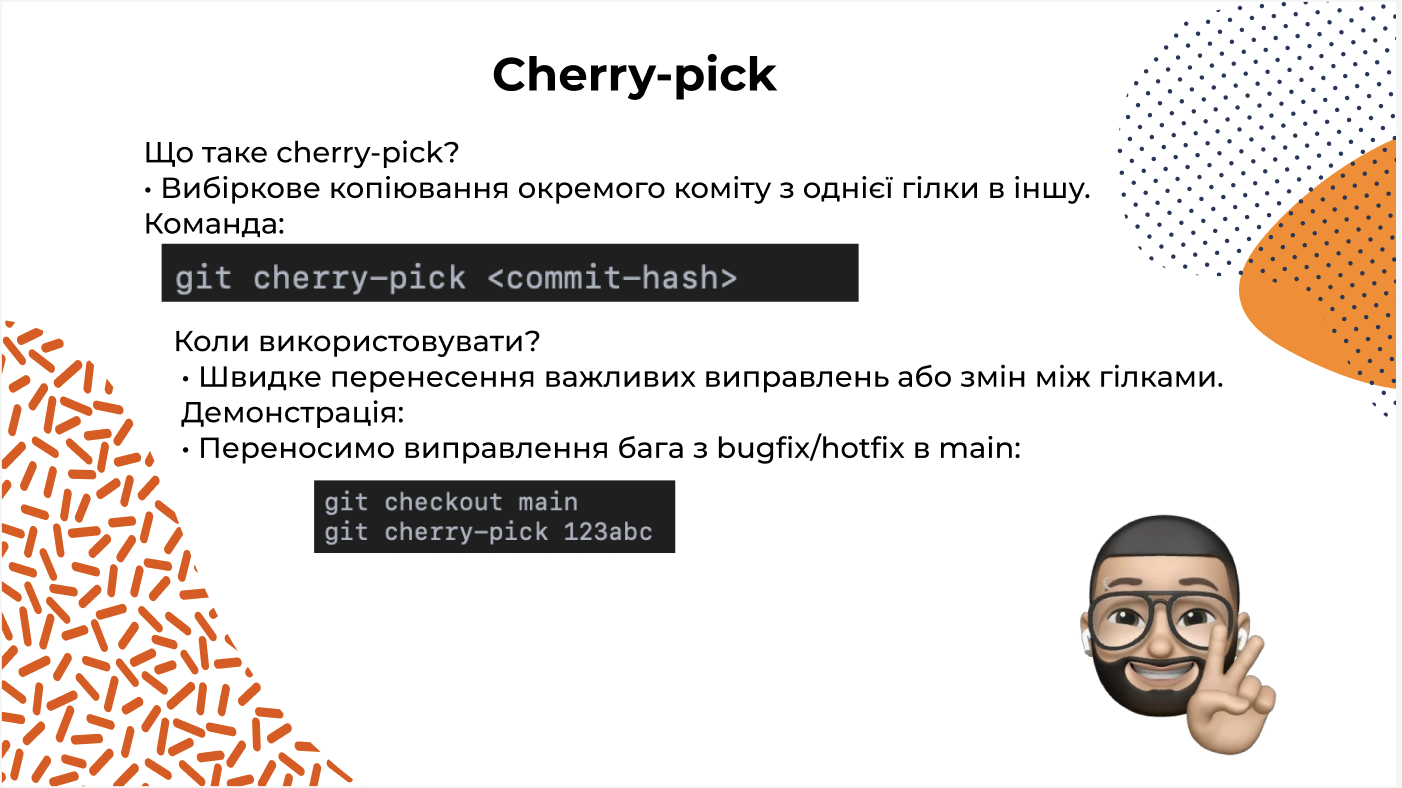 Cherry-pick
Що таке cherry-pick?
• Вибіркове копіювання окремого коміту з однієї гілки в іншу.
Команда:
git cherry-pick <commit-hash>
Коли використовувати?
• Швидке перенесення важливих виправлень або змін між гілками.
Демонстрація:
• Переносимо виправлення бага з bugfix/hotfix в main:
git checkout main
git cherry-pick 123abc